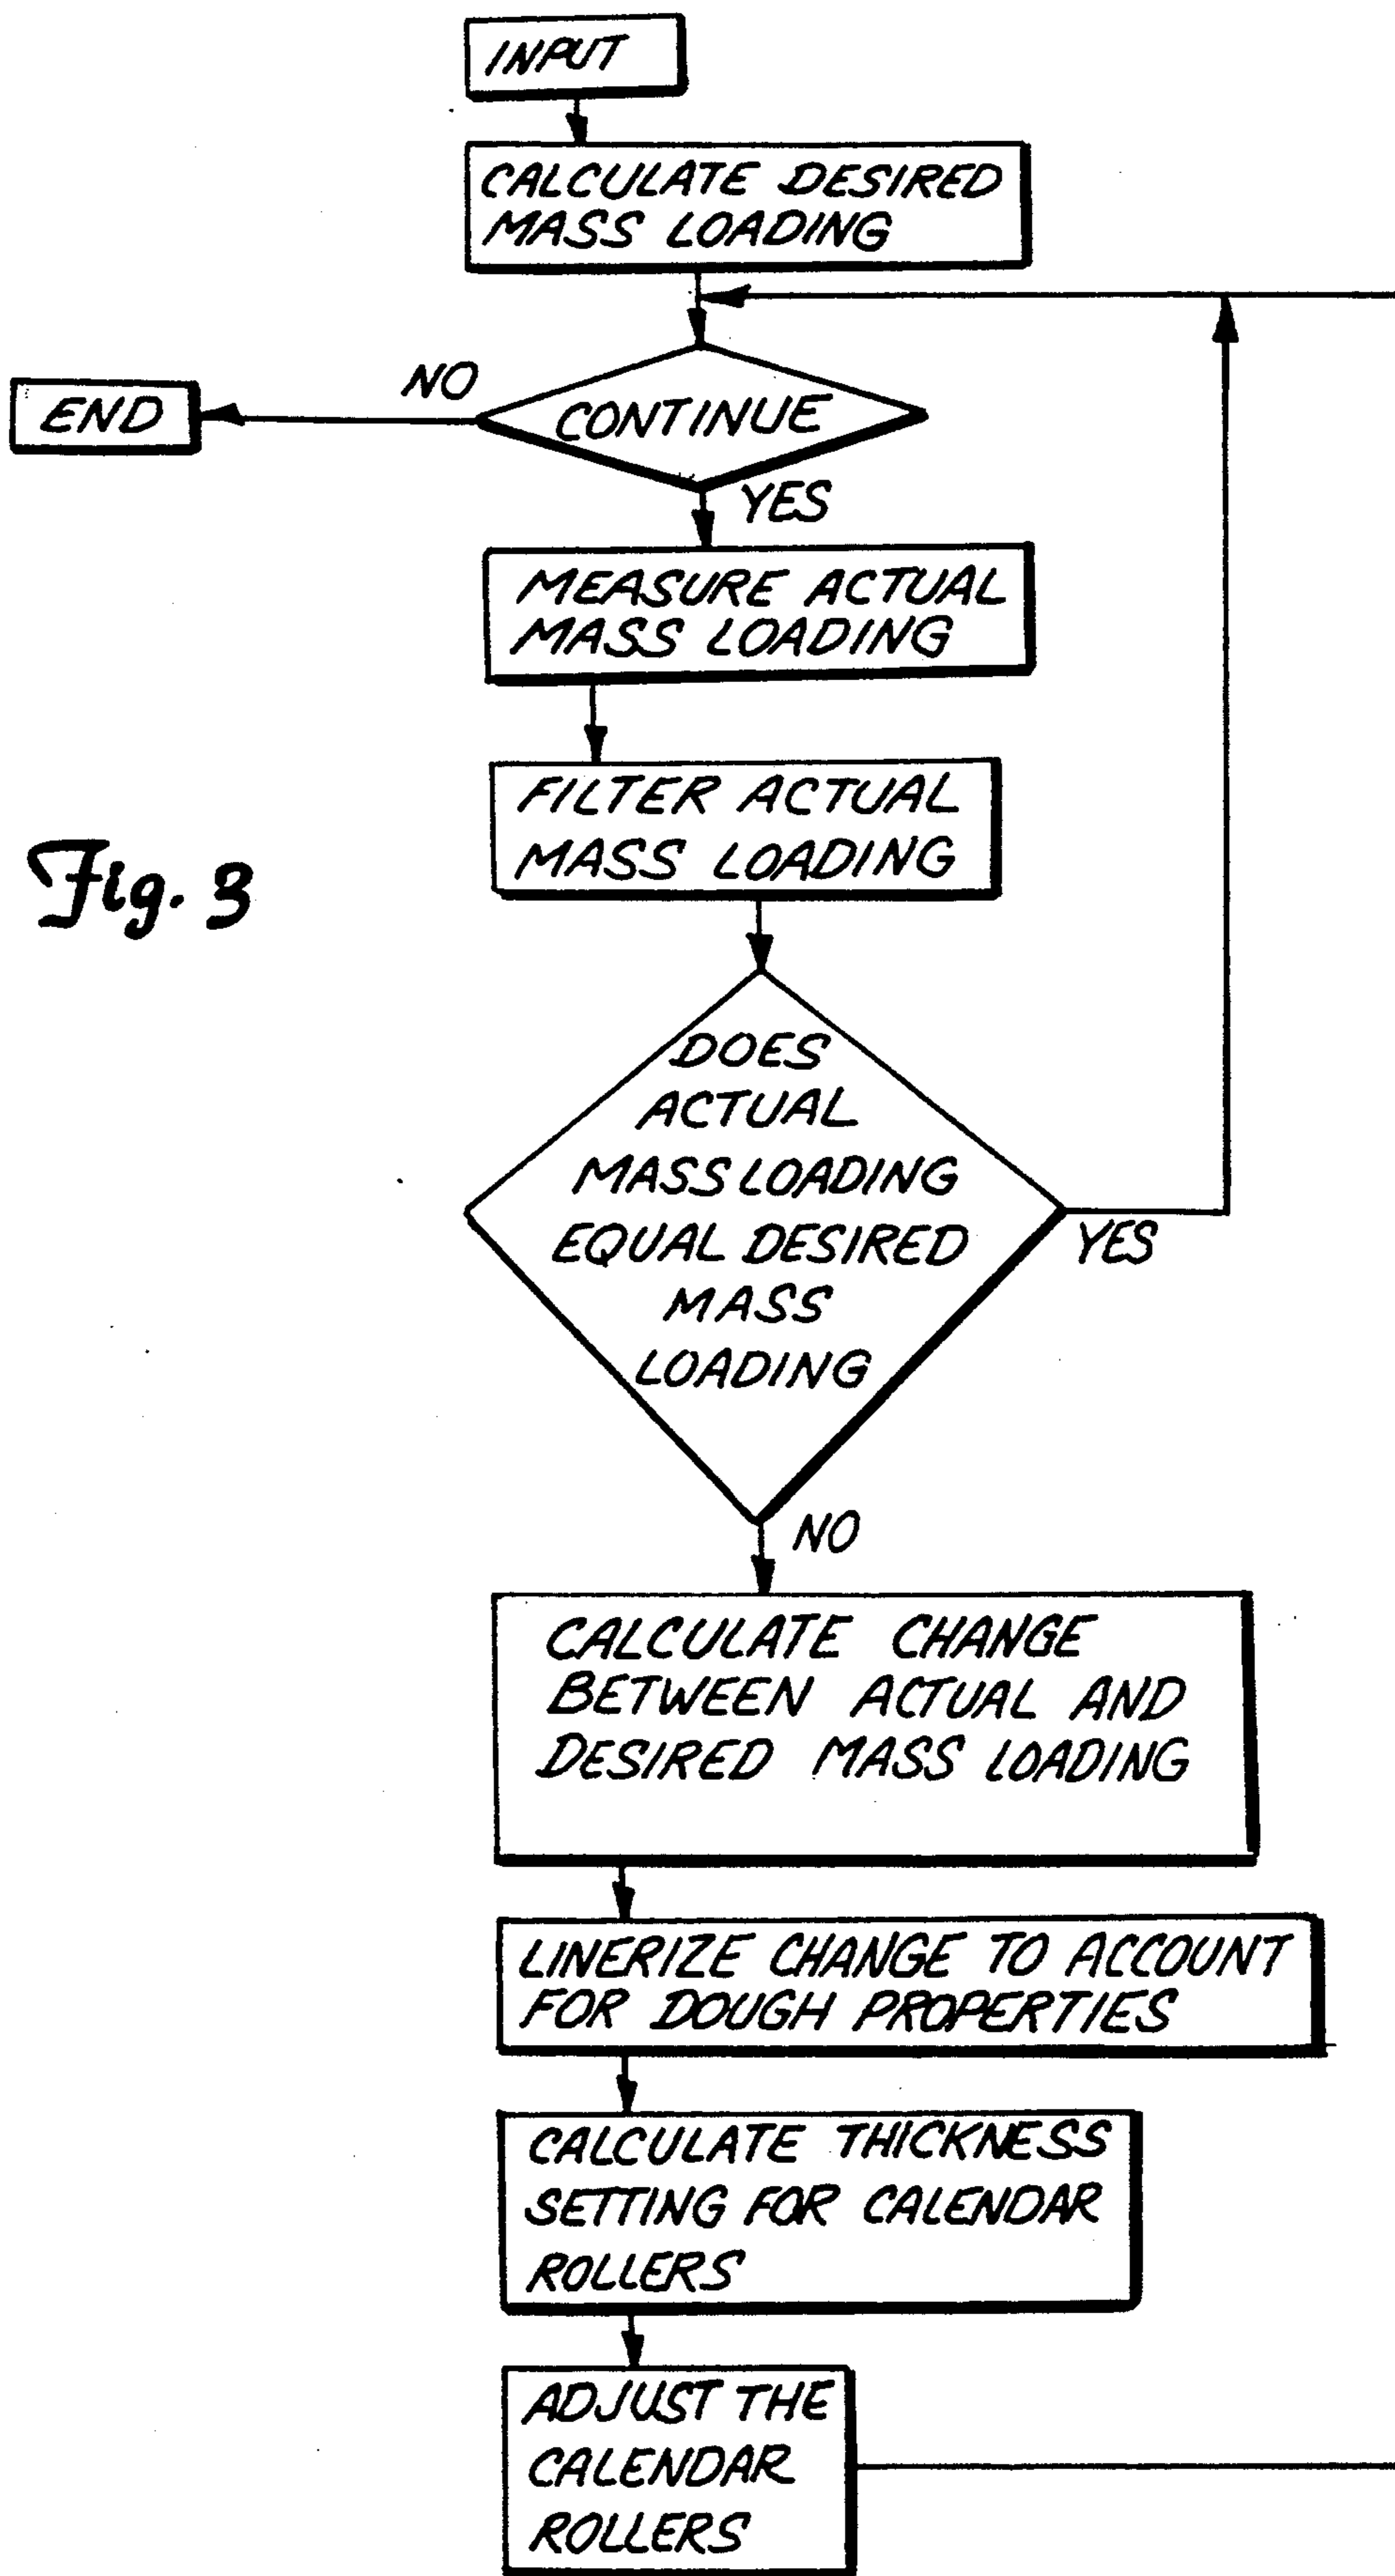 INPUT
CALCULATE DESIRED
MASS LOADING
NO
CONTINUE
END
YES
MEASURE ACTUAL
MASS LOADING
FILTER ACTUAL
MASS LOADING
Fig. 3
DOES
ACTUAL
MASS LOADING
EQUAL DESIRED
MASS
LOADING
YES
NO
CALCULATE CHANGE
BETWEEN ACTUAL AND
DESIRED MASS LOADING
LINERIZE CHANGE TO ACCOUNT
FOR DOUGH PROPERTIES
CALCULATE THICKNESS
SETTING FOR CALENDAR
ROLLERS
ADJUST THE
CALENDAR
ROLLERS